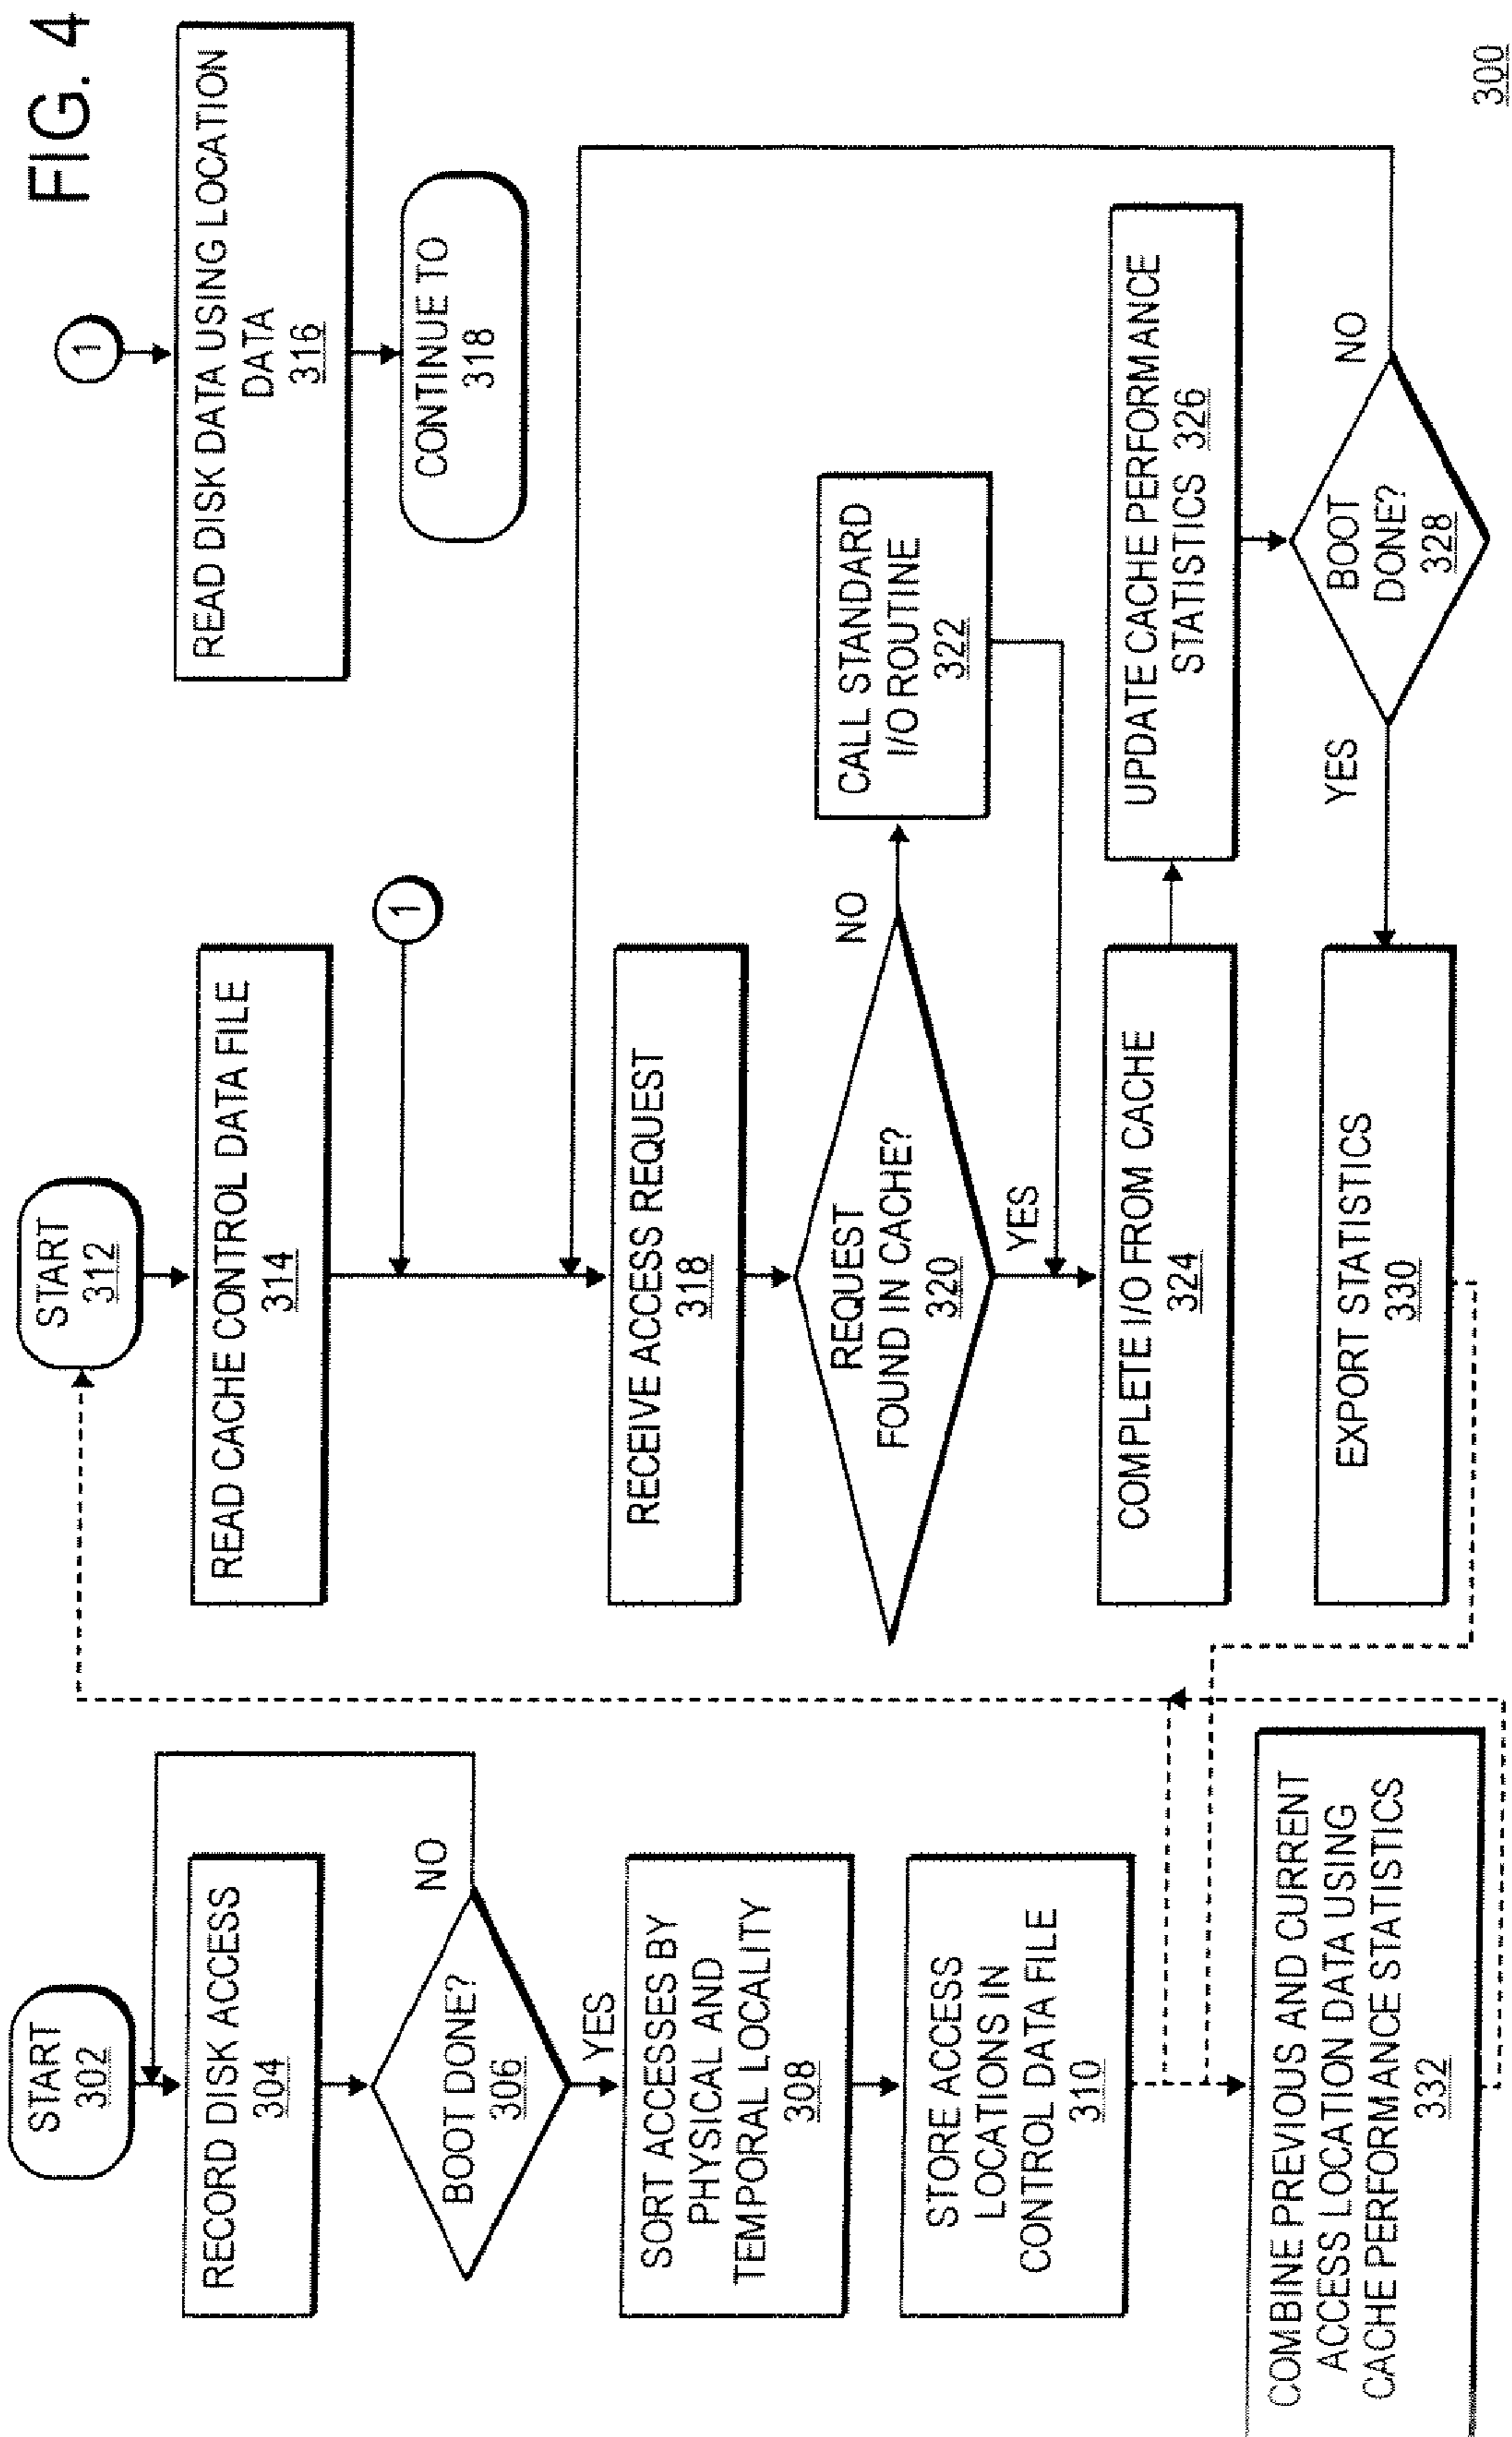 FIG. 4
START
302
RECORD DISK ACCESS
304
BOOT DONE?
306
NO
YES
SORT ACCESSES BY
PHYSICAL AND
TEMPORAL LOCALITY
308
STORE ACCESS
LOCATIONS IN
CONTROL DATA FILE
310
COMBINE PREVIOUS AND CURRENT
ACCESS LOCATION DATA USING
CACHE PERFORMANCE STATISTICS
332
START
312
READ CACHE CONTROL DATA FILE
314
1
RECEIVE ACCESS REQUEST
318
REQUEST
FOUND IN CACHE?
320
NO
YES
CALL STANDARD
I/O ROUTINE
322
COMPLETE I/O FROM CACHE
324
UPDATE CACHE PERFORMANCE
STATISTICS 326
BOOT
DONE?
328
NO
YES
EXPORT STATISTICS
330
1
READ DISK DATA USING LOCATION
DATA
316
CONTINUE TO
318
300